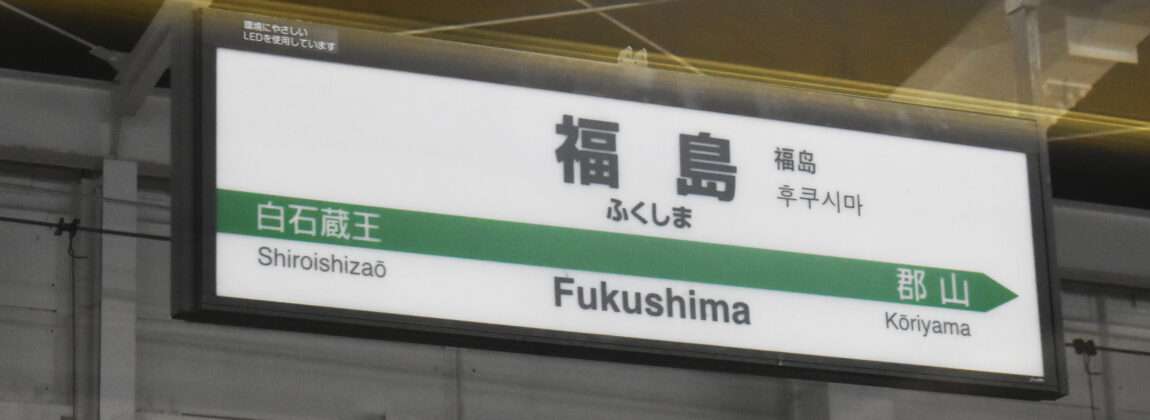 環境にやさしい
LEDを使用しています
福島
福岛
후쿠시마
ふくしま
白石蔵王
Shiroishizaō
Fukushima
郡山
Kōriyama